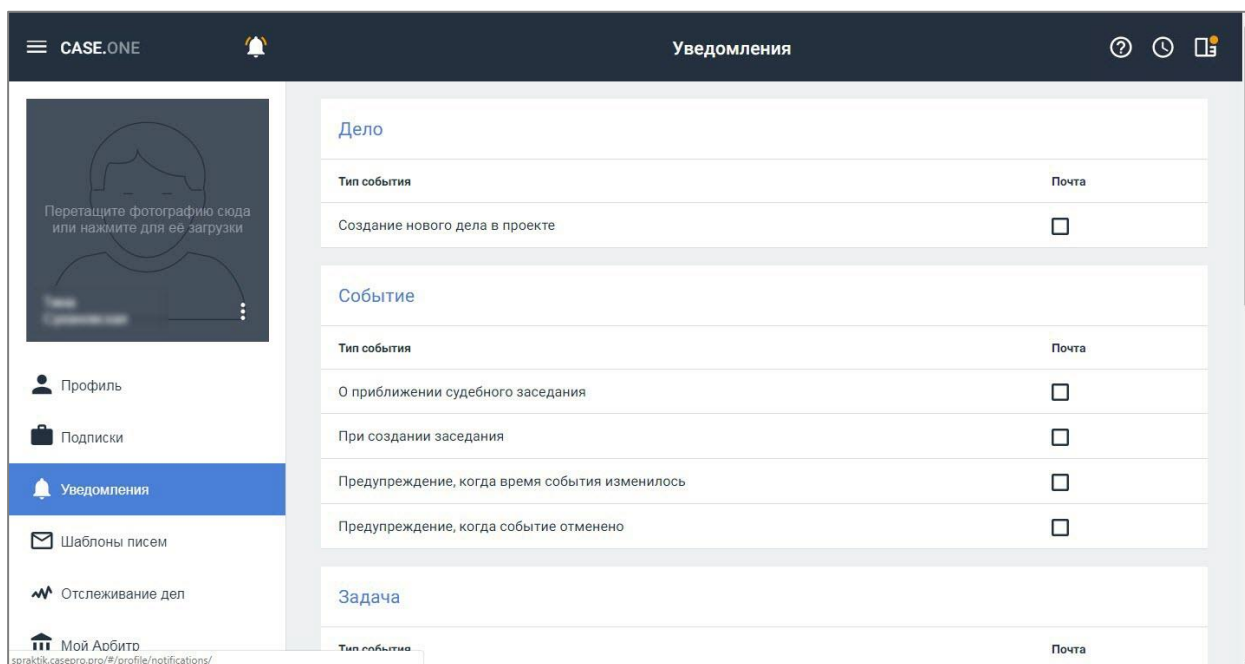 CASE.ONE
Уведомления
Перетащите фотографию сюда
или нажмите для её загрузки
Профиль
Подписки
Уведомления
Шаблоны писем
Отслеживание дел
Мой Арбитр
spraktik.casepro.pro/#/profile/notifications/
Дело
Тип события Почта
Создание нового дела в проекте
Событие
Тип события Почта
О приближении судебного заседания
При создании заседания
Предупреждение, когда время события изменилось
Предупреждение, когда событие отменено
Задача
Тип события Почта